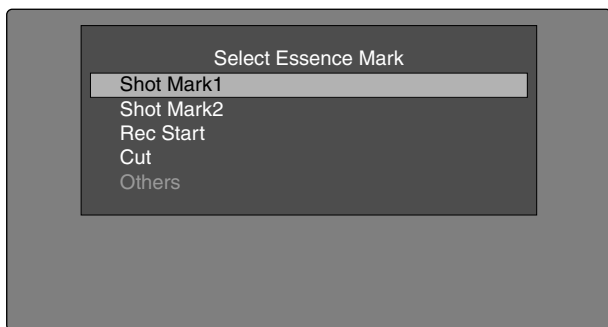 Select Essence Mark
Shot Mark1
Shot Mark2
Rec Start
Cut
Others